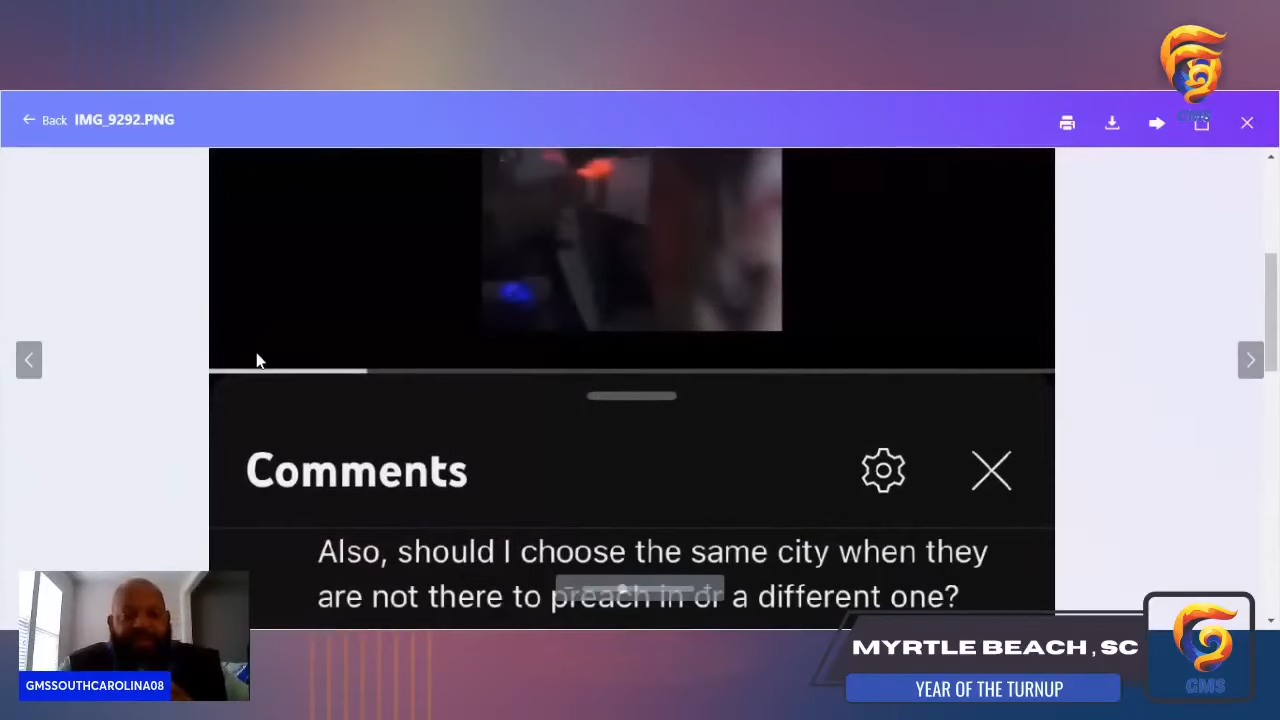 GMS
Back IMG_9292.PNG
Comments
Also, should I choose the same city when they
are not there to preach in or a different one?
GMSSOUTHCAROLINA08
MYRTLE BEACH, SC
YEAR OF THE TURNUP
GMS